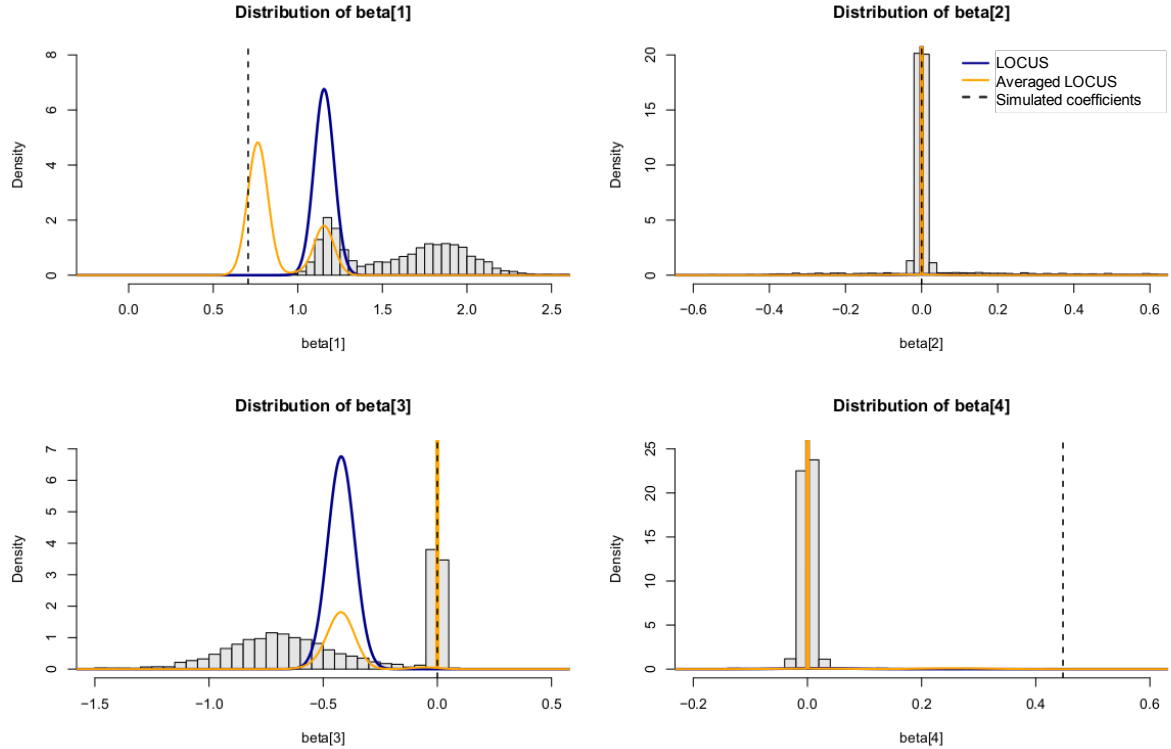 Distribution of beta[1]
Density
0
2
4
6
8
0.0 0.5 1.0 1.5 2.0 2.5
beta[1]
Distribution of beta[2]
Density
0
5
10
15
20
LOCUS
Averaged LOCUS
Simulated coefficients
−0.6 −0.4 −0.2 0.0 0.2 0.4 0.6
beta[2]
Distribution of beta[3]
Density
0
1
2
3
4
5
6
7
−1.5 −1.0 −0.5 0.0 0.5
beta[3]
Distribution of beta[4]
Density
0
5
10
15
20
25
−0.2 0.0 0.2 0.4 0.6
beta[4]